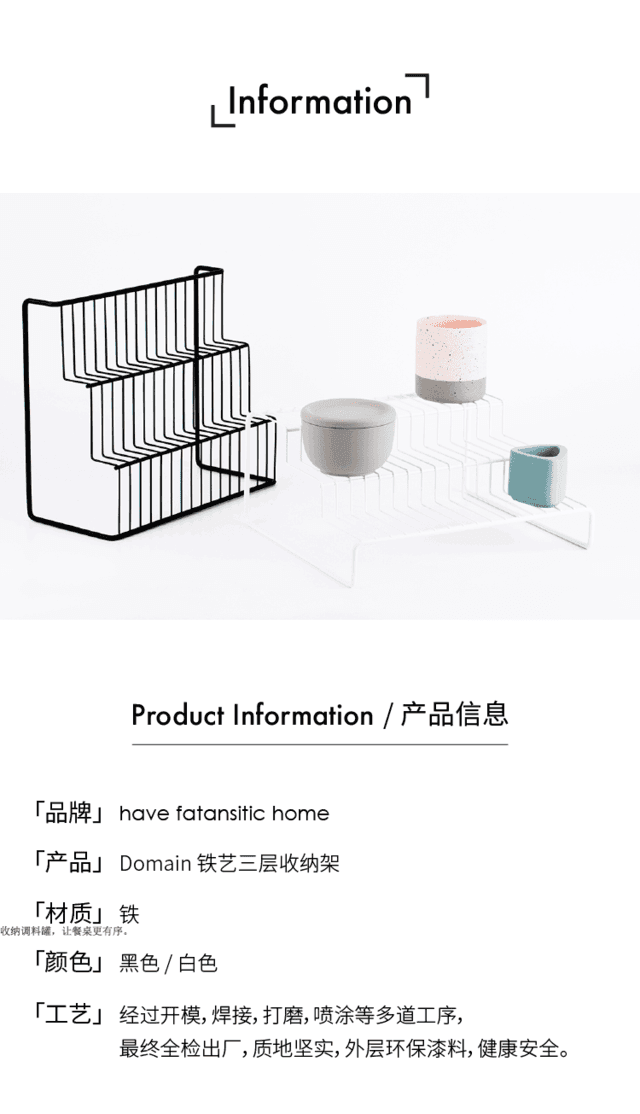 Information
Product Information / 产品信息
「品牌」 have fatansitic home
「产品」 Domain 铁艺三层收纳架
「材质」 铁
收纳调料罐，让餐桌更有序。
「颜色」 黑色 / 白色
「工艺」 经过开模, 焊接, 打磨, 喷涂等多道工序,
最终全检出厂, 质地坚实, 外层环保漆料, 健康安全。